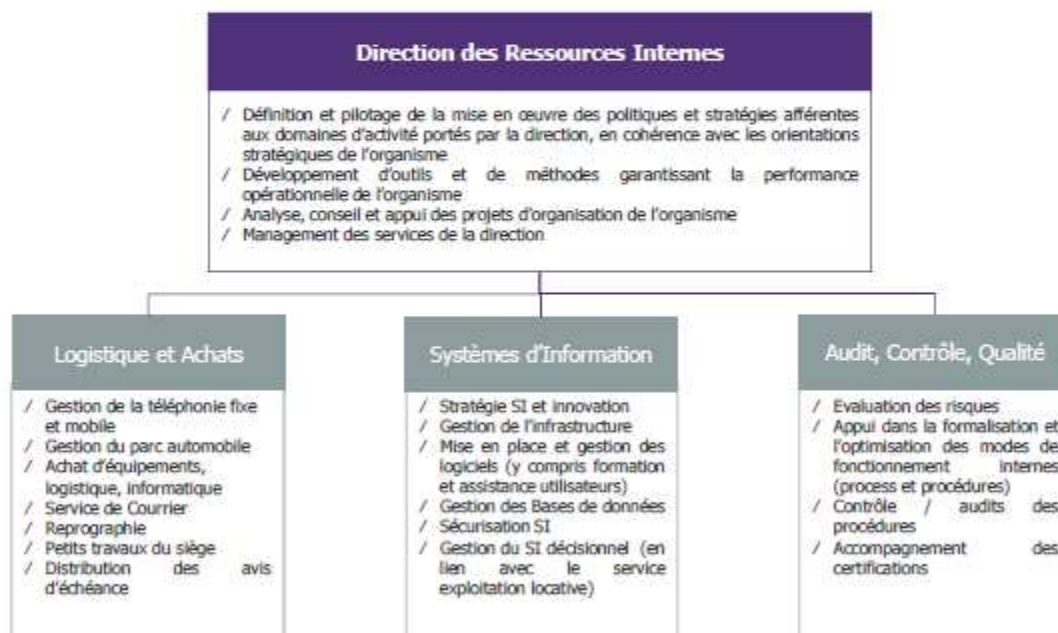 Direction des Ressources Internes
/ Définition et pilotage de la mise en œuvre des politiques et stratégies afférentes
aux domaines d'activité portés par la direction, en cohérence avec les orientations
stratégiques de l'organisme
/ Développement d'outils et de méthodes garantissant la performance
opérationnelle de l'organisme
/ Analyse, conseil et appui des projets d'organisation de l'organisme
/ Management des services de la direction
Logistique et Achats
/ Gestion de la téléphonie fixe
et mobile
/ Gestion du parc automobile
/ Achat d'équipements,
logistique, informatique
/ Service de Courrier
/ Reprographie
/ Petits travaux du siège
/ Distribution des avis
d'échéance
Systèmes d'Information
/ Stratégie SI et innovation
/ Gestion de l'infrastructure
/ Mise en place et gestion des
logiciels (y compris formation
et assistance utilisateurs)
/ Gestion des Bases de données
/ Sécurisation SI
/ Gestion du SI décisionnel (en
lien avec le service
exploitation locative)
Audit, Contrôle, Qualité
/ Evaluation des risques
/ Appui dans la formalisation et
l'optimisation des modes de
fonctionnement internes
(process et procédures)
/ Contrôle / audits des
procédures
/ Accompagnement des
certifications